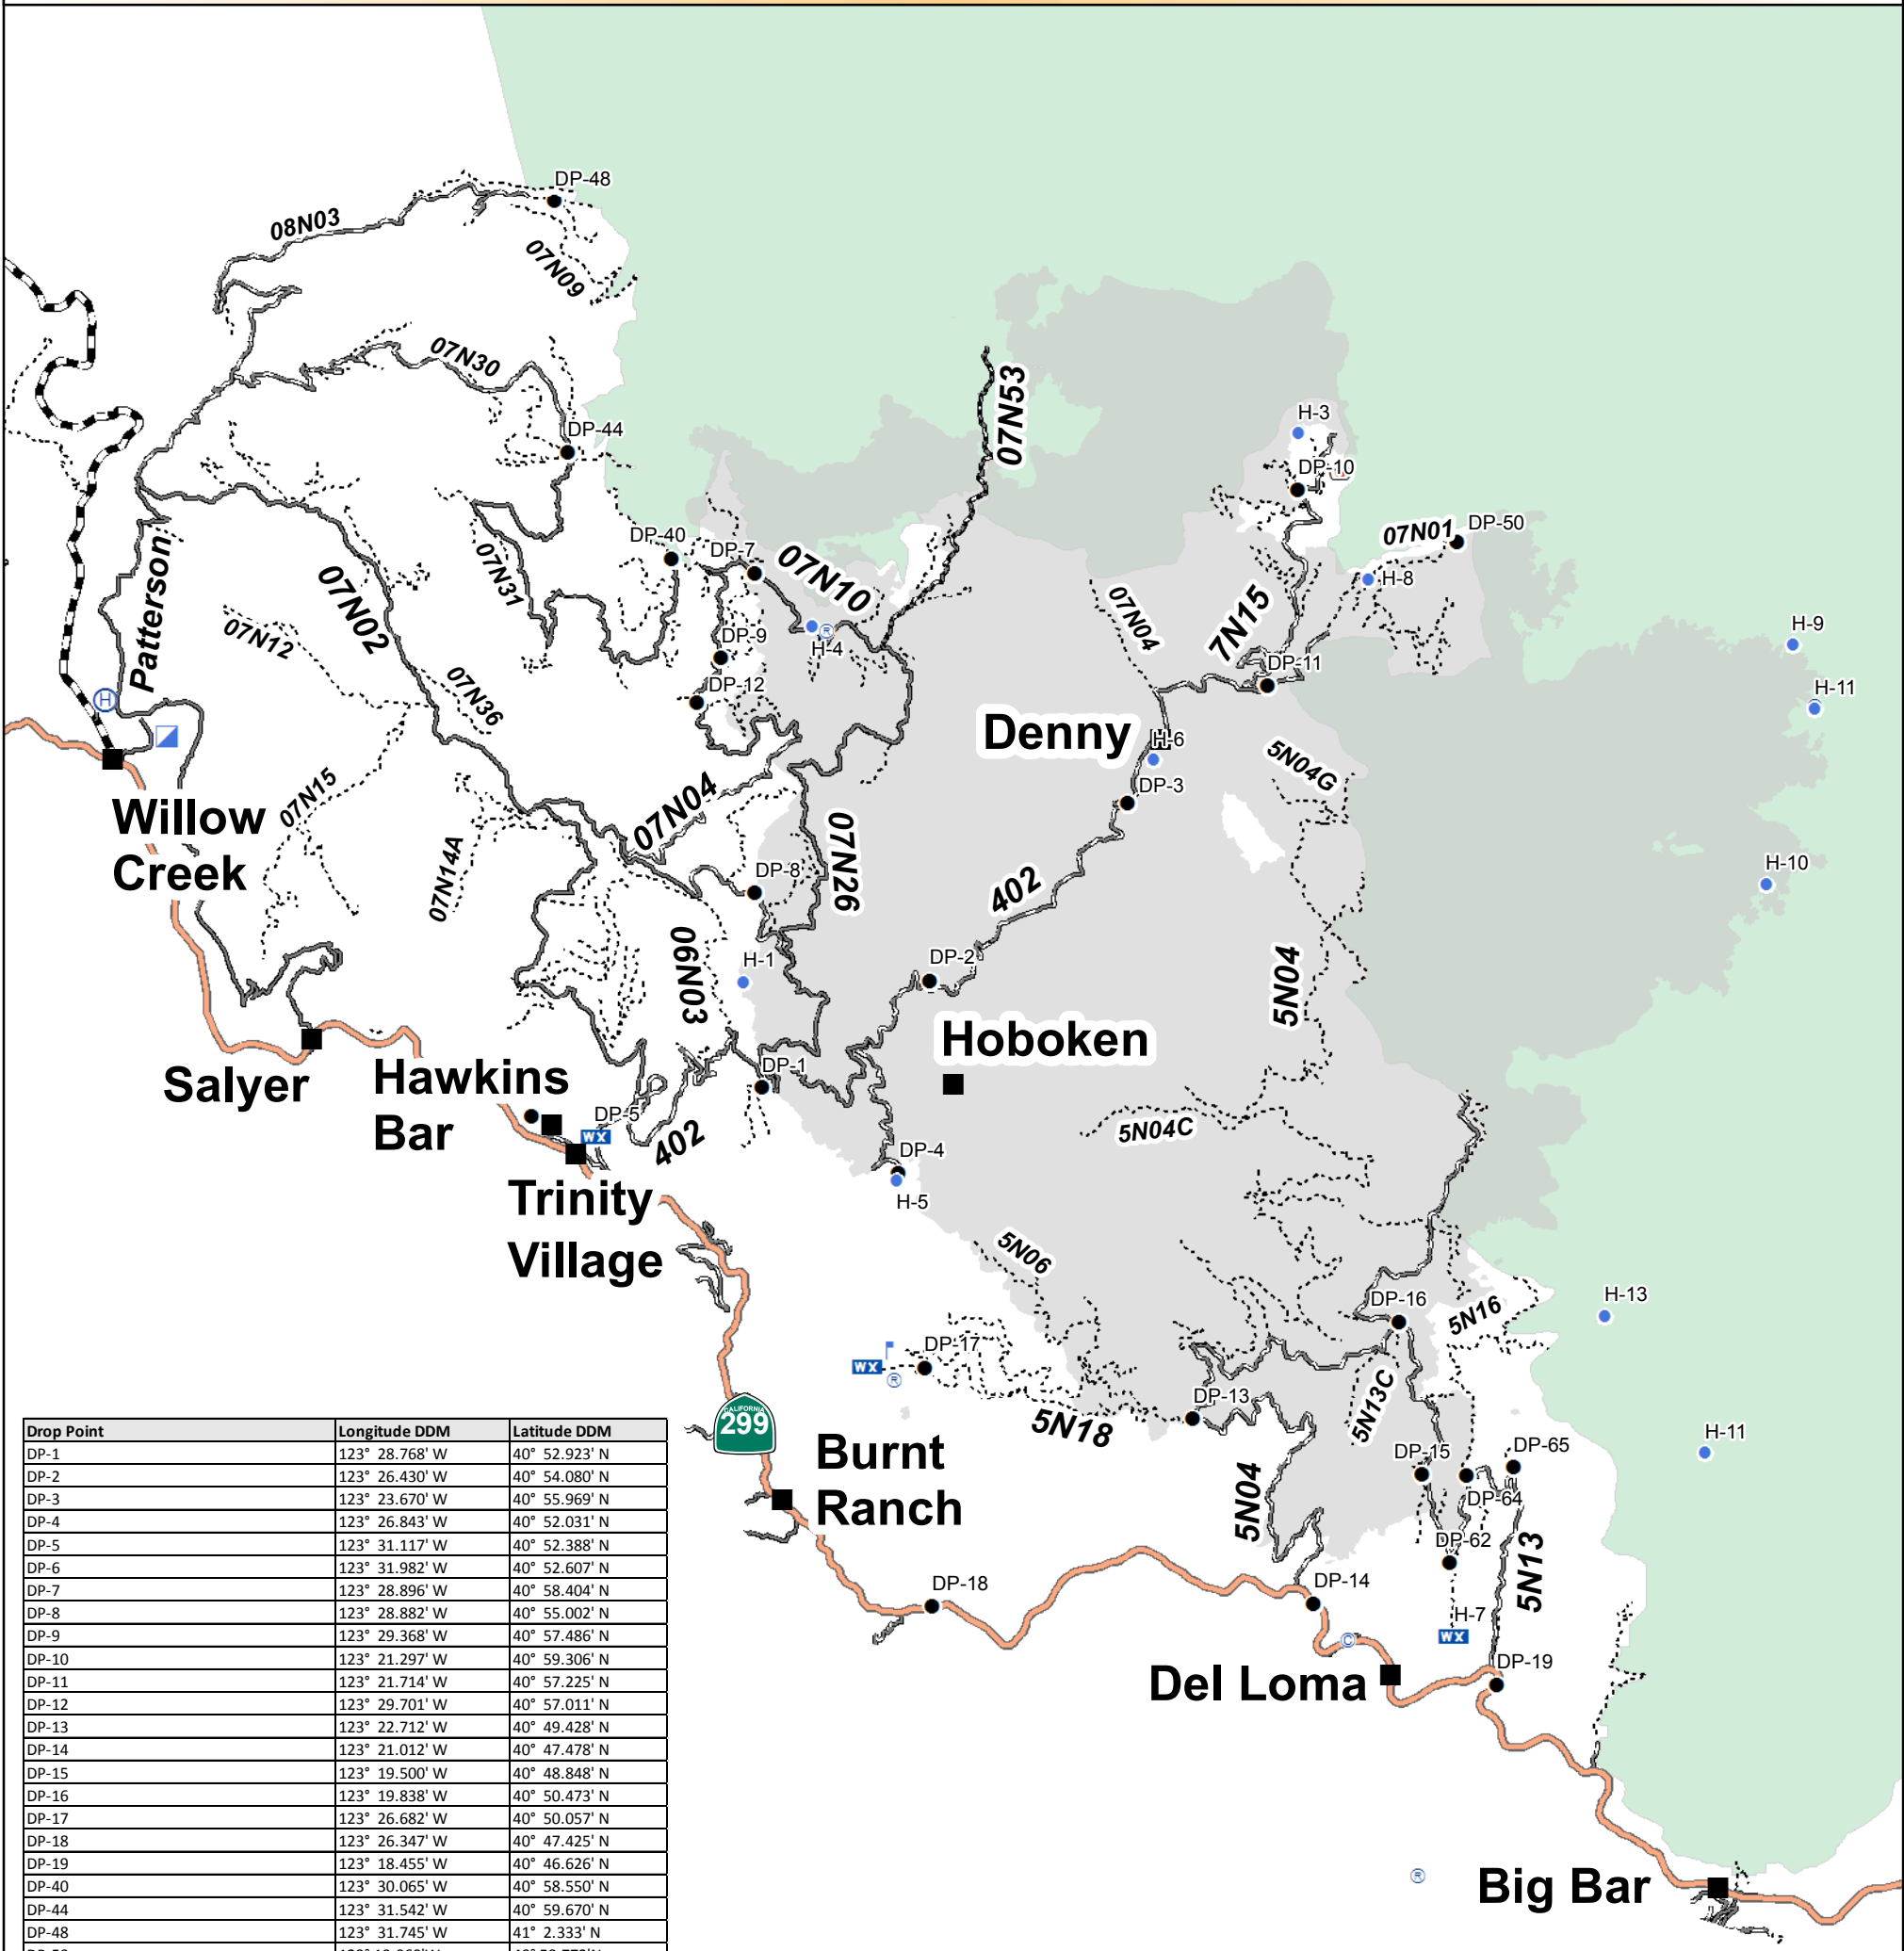 DP-48
08N03
07N09
07N30
07N53
H-3
DP-44
DP-10
07N01
DP-50
DP-40
DP-7
07N10
Patterson
07N31
07N02
H-8
07N04
7N15
07N12
DP-9
H-4
H-9
DP-11
07N36
DP-12
H-11
H
Denny
H-6
5N04G
DP-3
07N15
07N04
Willow
Creek
07N26
07N14A
DP-8
402
H-10
06N03
H-1
DP-2
5N04
Hoboken
Salyer
Hawkins
Bar
DP-1
DP-5
WX
402
5N04C
DP-4
H-5
Trinity
Village
5N06
H-13
DP-16
5N16
WX
DP-17
R
5N13C
DP-13
CALIFORNIA
299
5N18
Burnt
Ranch
H-11
DP-15
DP-65
DP-64
5N04
DP-62
5N13
DP-18
DP-14
H-7
WX
C
DP-19
Del Loma
R
Big Bar
Drop Point Longitude DDM Latitude DDM
DP-1 123° 28.768' W 40° 52.923' N
DP-2 123° 26.430' W 40° 54.080' N
DP-3 123° 23.670' W 40° 55.969' N
DP-4 123° 26.843' W 40° 52.031' N
DP-5 123° 31.117' W 40° 52.388' N
DP-6 123° 31.982' W 40° 52.607' N
DP-7 123° 28.896' W 40° 58.404' N
DP-8 123° 28.882' W 40° 55.002' N
DP-9 123° 29.368' W 40° 57.486' N
DP-10 123° 21.297' W 40° 59.306' N
DP-11 123° 21.714' W 40° 57.225' N
DP-12 123° 29.701' W 40° 57.011' N
DP-13 123° 22.712' W 40° 49.428' N
DP-14 123° 21.012' W 40° 47.478' N
DP-15 123° 19.500' W 40° 48.848' N
DP-16 123° 19.838' W 40° 50.473' N
DP-17 123° 26.682' W 40° 50.057' N
DP-18 123° 26.347' W 40° 47.425' N
DP-19 123° 18.455' W 40° 46.626' N
DP-40 123° 30.065' W 40° 58.550' N
DP-44 123° 31.542' W 40° 59.670' N
DP-48 123° 31.745' W 41° 2.333' N